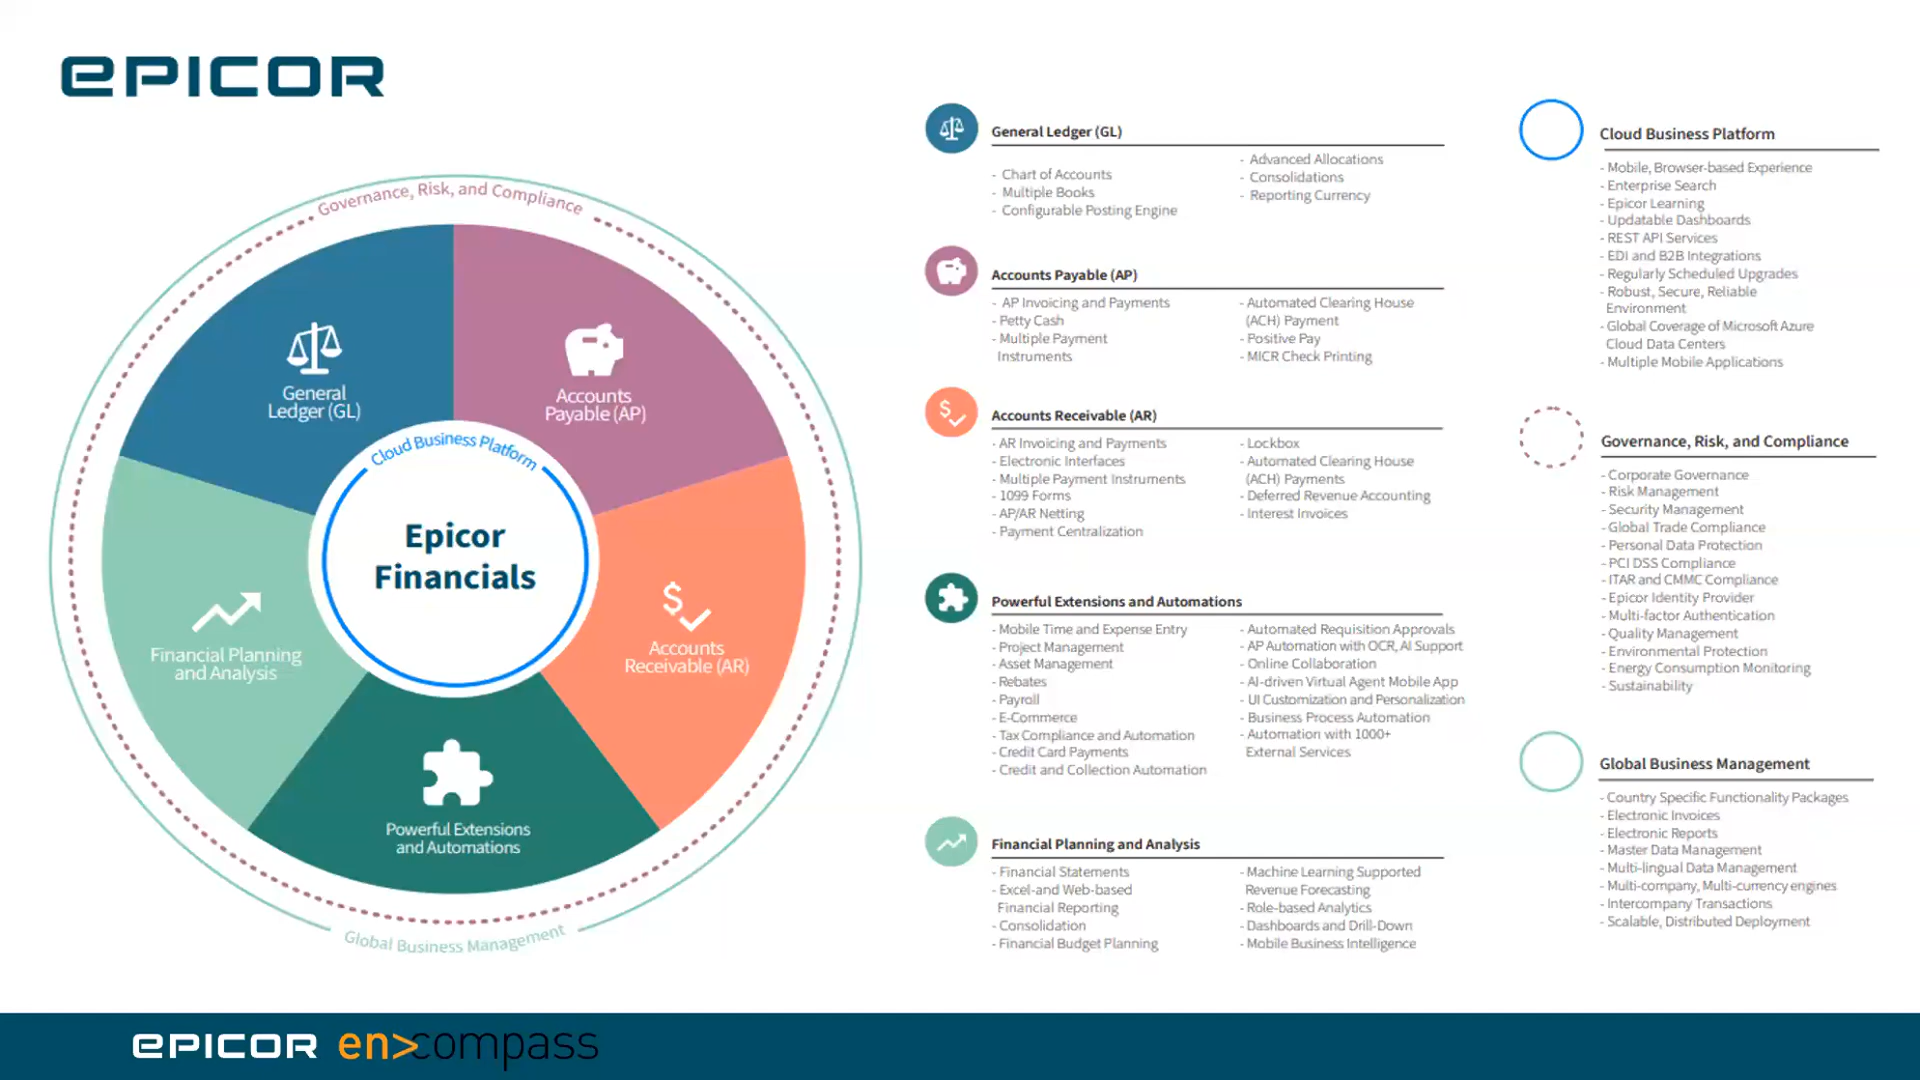 EPICOR
Governance, Risk, and Compliance
General
Ledger (GL)
Accounts
Payable (AP)
Cloud Business Platform
Epicor
Financials
Financial Planning
and Analysis
Accounts
Receivable (AR)
Powerful Extensions
and Automations
Global Business Management
General Ledger (GL)
- Chart of Accounts
- Multiple Books
- Configurable Posting Engine
- Advanced Allocations
- Consolidations
- Reporting Currency
Accounts Payable (AP)
- AP Invoicing and Payments
- Petty Cash
- Multiple Payment
Instruments
- Automated Clearing House
(ACH) Payment
- Positive Pay
- MICR Check Printing
Accounts Receivable (AR)
- AR Invoicing and Payments
- Electronic Interfaces
- Multiple Payment Instruments
- 1099 Forms
- AP/AR Netting
- Payment Centralization
- Lockbox
- Automated Clearing House
(ACH) Payments
- Deferred Revenue Accounting
- Interest Invoices
Powerful Extensions and Automations
- Mobile Time and Expense Entry
- Project Management
- Asset Management
- Rebates
- Payroll
- E-Commerce
- Tax Compliance and Automation
- Credit Card Payments
- Credit and Collection Automation
- Automated Requisition Approvals
- AP Automation with OCR, AI Support
- Online Collaboration
- AI-driven Virtual Agent Mobile App
- UI Customization and Personalization
- Business Process Automation
- Automation with 1000+
External Services
Financial Planning and Analysis
- Financial Statements
- Excel-and Web-based
Financial Reporting
- Consolidation
- Financial Budget Planning
- Machine Learning Supported
Revenue Forecasting
- Role-based Analytics
- Dashboards and Drill-Down
- Mobile Business Intelligence
Cloud Business Platform
- Mobile, Browser-based Experience
- Enterprise Search
- Epicor Learning
- Updatable Dashboards
- REST API Services
- EDI and B2B Integrations
- Regularly Scheduled Upgrades
- Robust, Secure, Reliable
Environment
- Global Coverage of Microsoft Azure
Cloud Data Centers
- Multiple Mobile Applications
Governance, Risk, and Compliance
- Corporate Governance
- Risk Management
- Security Management
- Global Trade Compliance
- Personal Data Protection
- PCI DSS Compliance
- ITAR and CMMC Compliance
- Epicor Identity Provider
- Multi-factor Authentication
- Quality Management
- Environmental Protection
- Energy Consumption Monitoring
- Sustainability
Global Business Management
- Country Specific Functionality Packages
- Electronic Invoices
- Electronic Reports
- Master Data Management
- Multi-lingual Data Management
- Multi-company, Multi-currency engines
- Intercompany Transactions
- Scalable, Distributed Deployment
EPICOR en>compass